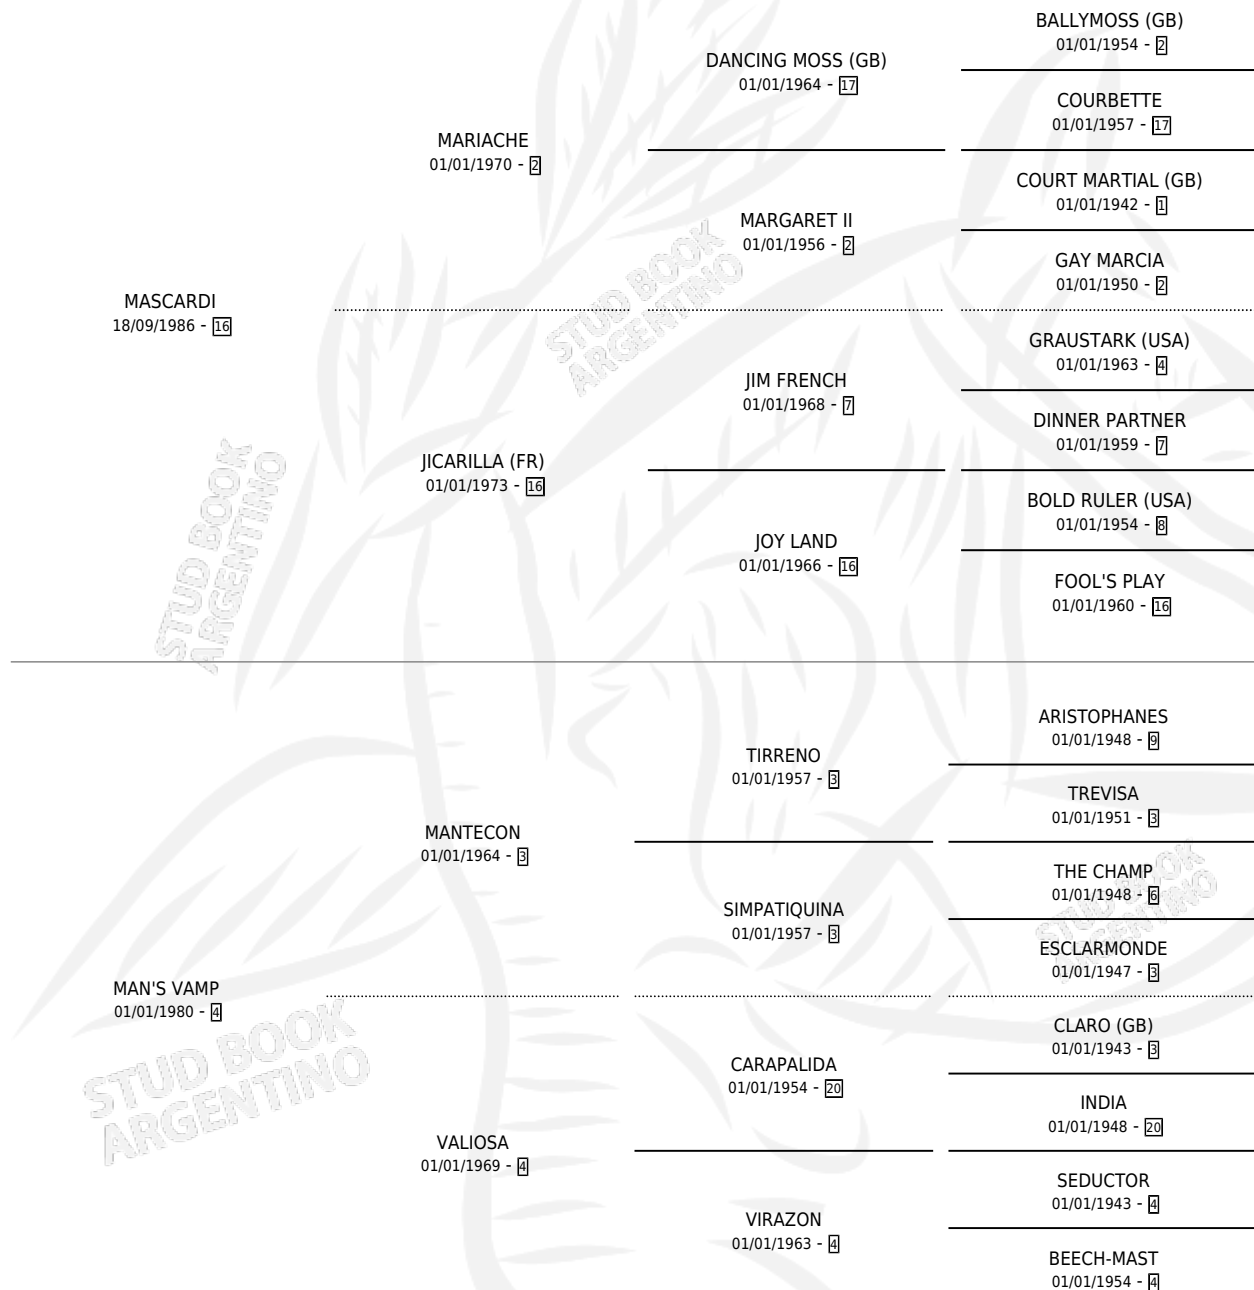 BALLYMOSS (GB)
01/01/1954 - 2
DANCING MOSS (GB)
01/01/1964 - 17
COURBETTE
01/01/1957 - 17
MARIACHE
01/01/1970 - 2
COURT MARTIAL (GB)
01/01/1942 - 1
MARGARET II
01/01/1956 - 2
GAY MARCIA
01/01/1950 - 2
MASCARDI
18/09/1986 - 16
GRAUSTARK (USA)
01/01/1963 - 4
JIM FRENCH
01/01/1968 - 7
DINNER PARTNER
01/01/1959 - 7
JICARILLA (FR)
01/01/1973 - 16
BOLD RULER (USA)
01/01/1954 - 8
JOY LAND
01/01/1966 - 16
FOOL'S PLAY
01/01/1960 - 16
ARISTOPHANES
01/01/1948 - 9
TIRRENO
01/01/1957 - 3
TREVISA
01/01/1951 - 3
MANTECON
01/01/1964 - 3
THE CHAMP
01/01/1948 - 6
SIMPATIQUINA
01/01/1957 - 3
ESCLARMONDE
01/01/1947 - 3
MAN'S VAMP
01/01/1980 - 4
CLARO (GB)
01/01/1943 - 3
CARAPALIDA
01/01/1954 - 20
INDIA
01/01/1948 - 20
VALIOSA
01/01/1969 - 4
SEDUCTOR
01/01/1943 - 4
VIRAZON
01/01/1963 - 4
BEECH-MAST
01/01/1954 - 4
STUD BOOK
ARGENTINO
STUD BOOK
ARGENTINO
STUD BOOK
ARGENTINO
STUD BOOK
ARGENTINO